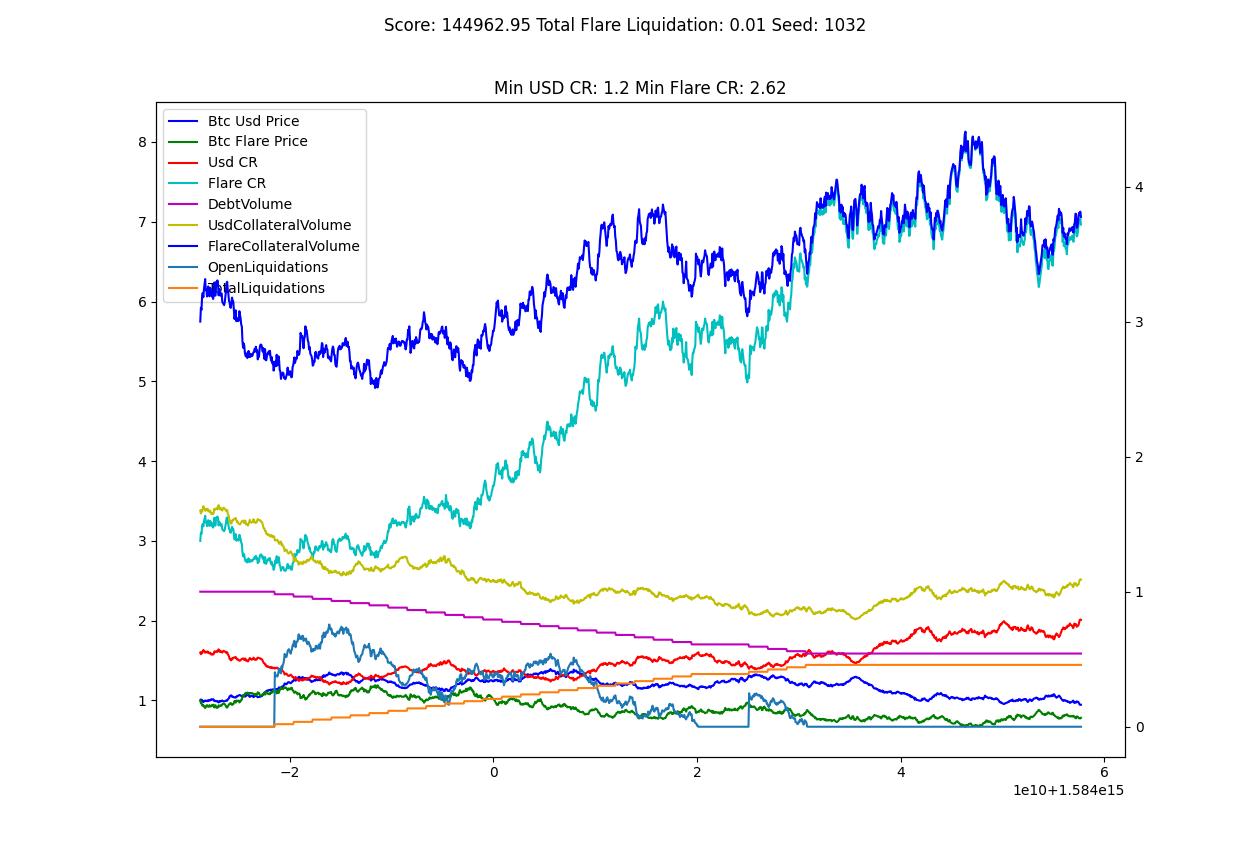 Score: 144962.95 Total Flare Liquidation: 0.01 Seed: 1032
Min USD CR: 1.2 Min Flare CR: 2.62
Btc Usd Price
Btc Flare Price
Usd CR
Flare CR
DebtVolume
UsdCollateralVolume
FlareCollateralVolume
OpenLiquidations
TotalLiquidations
8
7
6
5
4
3
2
1
4
3
2
1
0
−2
0
2
4
6
1e10+1.584e15